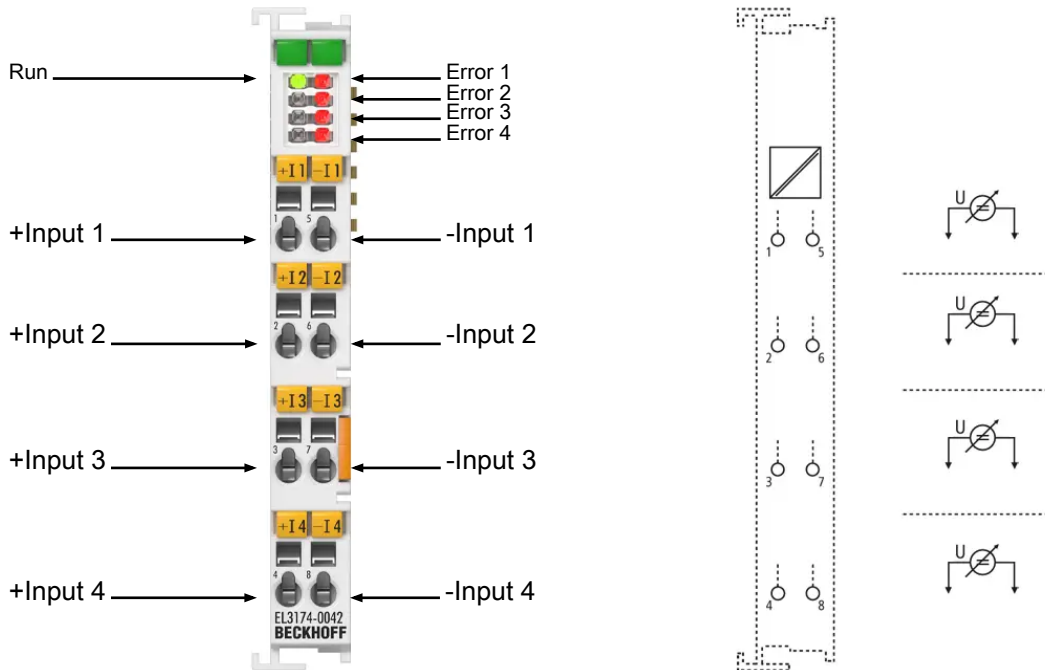 Run
Error 1
Error 2
Error 3
Error 4
+I1 −I1
1 5
+Input 1
-Input 1
+I2 −I2
2 6
+Input 2
-Input 2
+I3 −I3
3 7
+Input 3
-Input 3
+I4 −I4
4 8
+Input 4
-Input 4
EL3174-0042
BECKHOFF
1 5
U
2 6
U
3 7
U
4 8
U